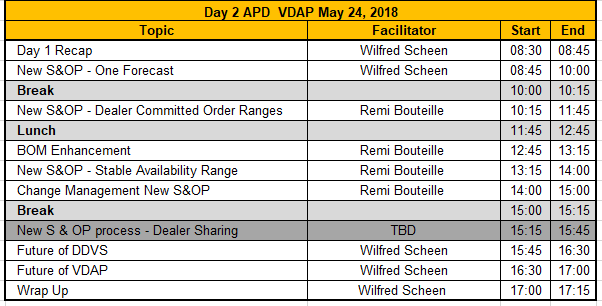 Day 2 APD VDAP May 24, 2018
Topic Facilitator Start End
Day 1 Recap Wilfred Scheen 08:30 08:45
New S&OP - One Forecast Wilfred Scheen 08:45 10:00
Break 10:00 10:15
New S&OP - Dealer Committed Order Ranges Remi Bouteille 10:15 11:45
Lunch 11:45 12:45
BOM Enhancement Remi Bouteille 12:45 13:15
New S&OP - Stable Availability Range Remi Bouteille 13:15 14:00
Change Management New S&OP Remi Bouteille 14:00 15:00
Break 15:00 15:15
New S & OP process - Dealer Sharing TBD 15:15 15:45
Future of DDVS Wilfred Scheen 15:45 16:30
Future of VDAP Wilfred Scheen 16:30 17:00
Wrap Up Wilfred Scheen 17:00 17:15